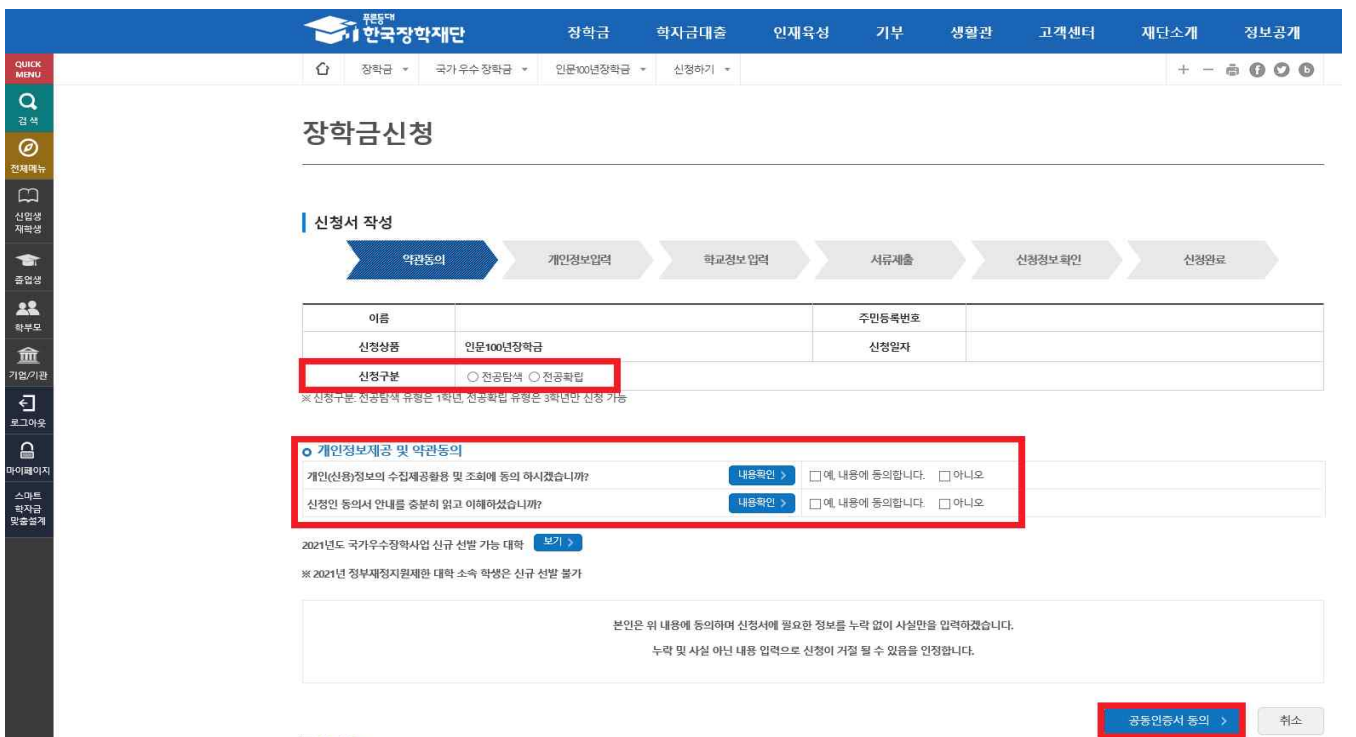 푸른등대
한국장학재단
장학금 학자금대출 인재육성 기부 생활관 고객센터 재단소개 정보공개
QUICK
MENU
장학금 국가우수장학금 인문100년장학금 신청하기
검색
전체메뉴
신입생
재학생
졸업생
학부모
기업/기관
로그아웃
마이페이지
스마트
학자금
맞춤설계
장학금신청
신청서 작성
약관동의 개인정보입력 학교정보입력 서류제출 신청정보확인 신청완료
이름 주민등록번호
신청상품 인문100년장학금 신청일자
신청구분 ○ 전공탐색 ○ 전공확립
※ 신청구분: 전공탐색 유형은 1학년, 전공확립 유형은 3학년만 신청 가능
개인정보제공 및 약관동의
개인(신용)정보의 수집제공활용 및 조회에 동의 하시겠습니까? 내용확인 > □ 예, 내용에 동의합니다. □ 아니오
신청인 동의서 안내를 충분히 읽고 이해하셨습니까? 내용확인 > □ 예, 내용에 동의합니다. □ 아니오
2021년도 국가우수장학사업 신규 선발 가능 대학 보기 >
※ 2021년 정부재정지원제한 대학 소속 학생은 신규 선발 불가
본인은 위 내용에 동의하며 신청서에 필요한 정보를 누락 없이 사실만을 입력하겠습니다.
누락 및 사실 아닌 내용 입력으로 신청이 거절 될 수 있음을 인정합니다.
공동인증서 동의 > 취소